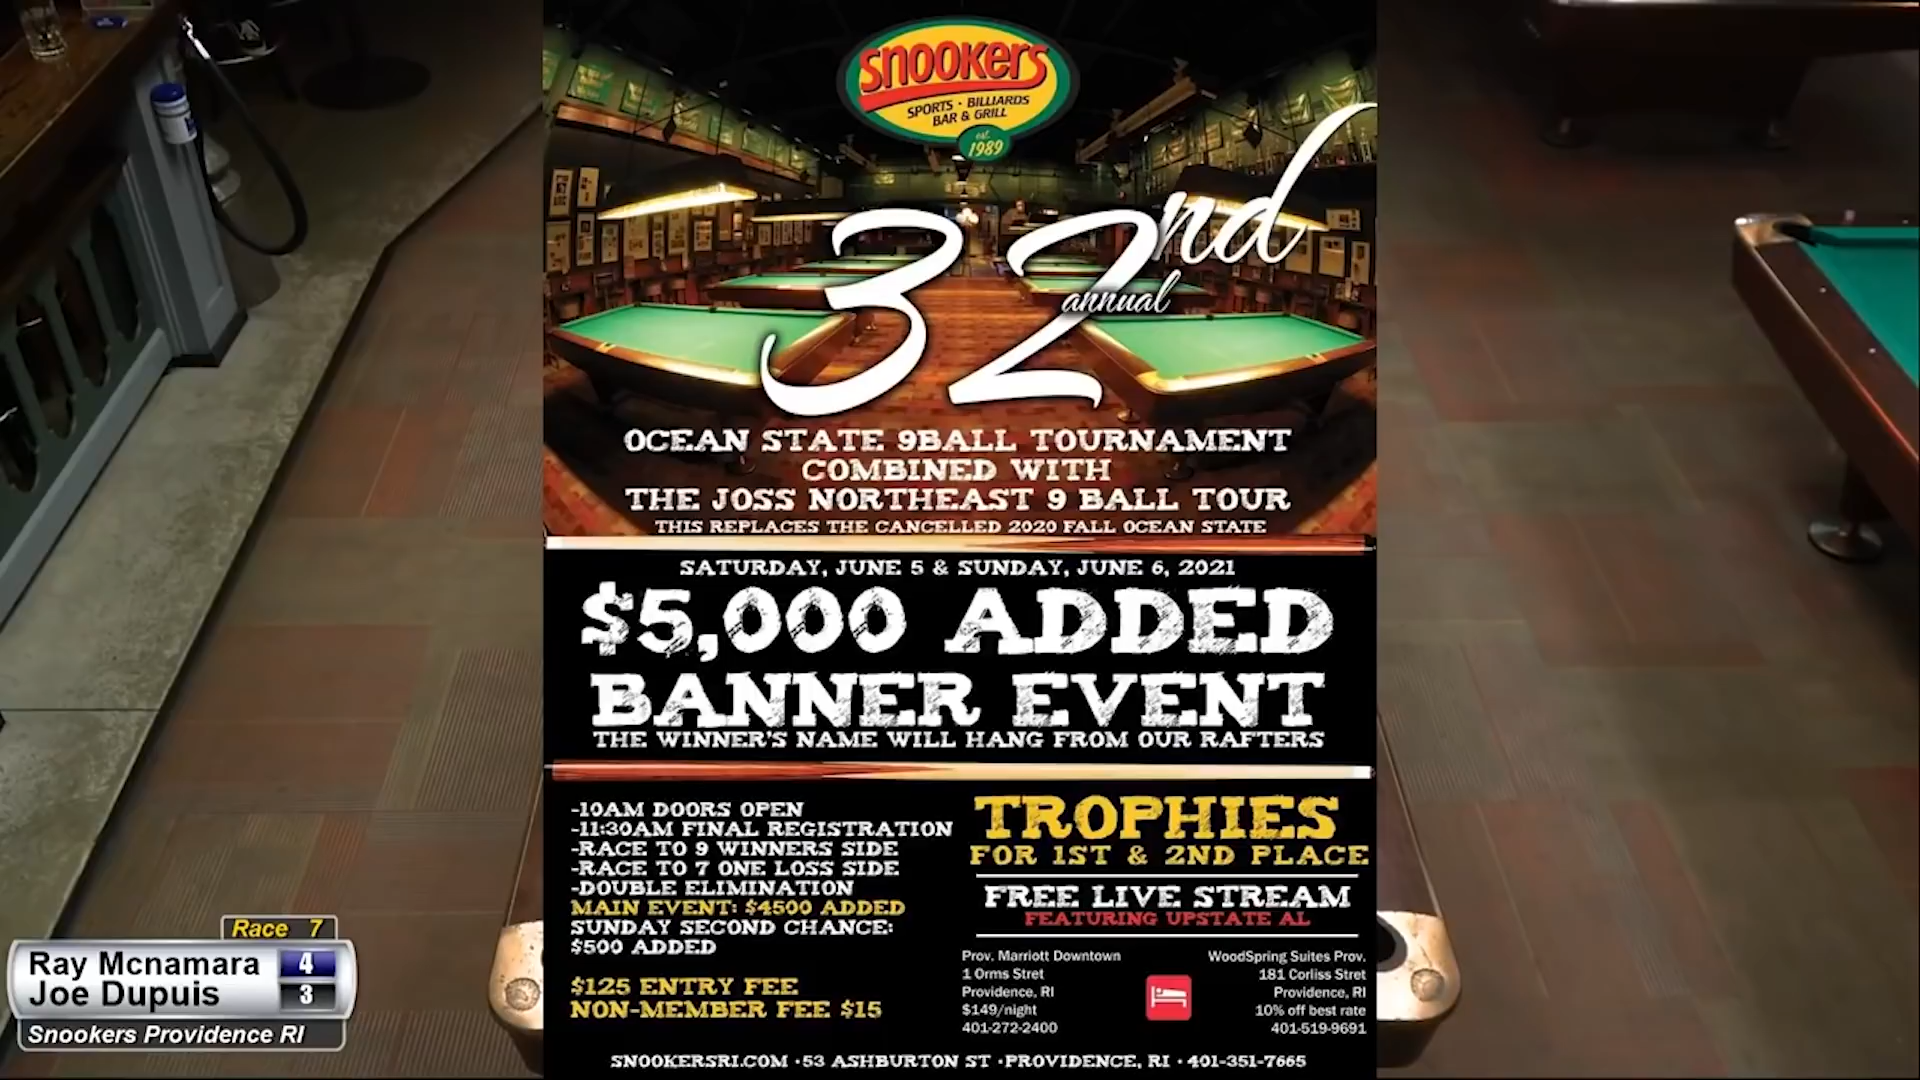 snookers
SPORTS · BILLIARDS
BAR & GRILL
est.
1989
32nd
annual
OCEAN STATE 9BALL TOURNAMENT
COMBINED WITH
THE JOSS NORTHEAST 9 BALL TOUR
THIS REPLACES THE CANCELLED 2020 FALL OCEAN STATE
SATURDAY, JUNE 5 & SUNDAY, JUNE 6, 2021
$5,000 ADDED
BANNER EVENT
THE WINNER'S NAME WILL HANG FROM OUR RAFTERS
-10AM DOORS OPEN
-11:30AM FINAL REGISTRATION
-RACE TO 9 WINNERS SIDE
-RACE TO 7 ONE LOSS SIDE
-DOUBLE ELIMINATION
MAIN EVENT: $4500 ADDED
SUNDAY SECOND CHANCE:
$500 ADDED
$125 ENTRY FEE
NON-MEMBER FEE $15
TROPHIES
FOR 1ST & 2ND PLACE
FREE LIVE STREAM
FEATURING UPSTATE AL
Prov. Marriott Downtown
1 Orms Stret
Providence, RI
$149/night
401-272-2400
WoodSpring Suites Prov.
181 Corliss Stret
Providence, RI
10% off best rate
401-519-9691
SNOOKERSRI.COM · 53 ASHBURTON ST · PROVIDENCE, RI · 401-351-7665
Race 7
Ray Mcnamara 4
Joe Dupuis 3
Snookers Providence RI